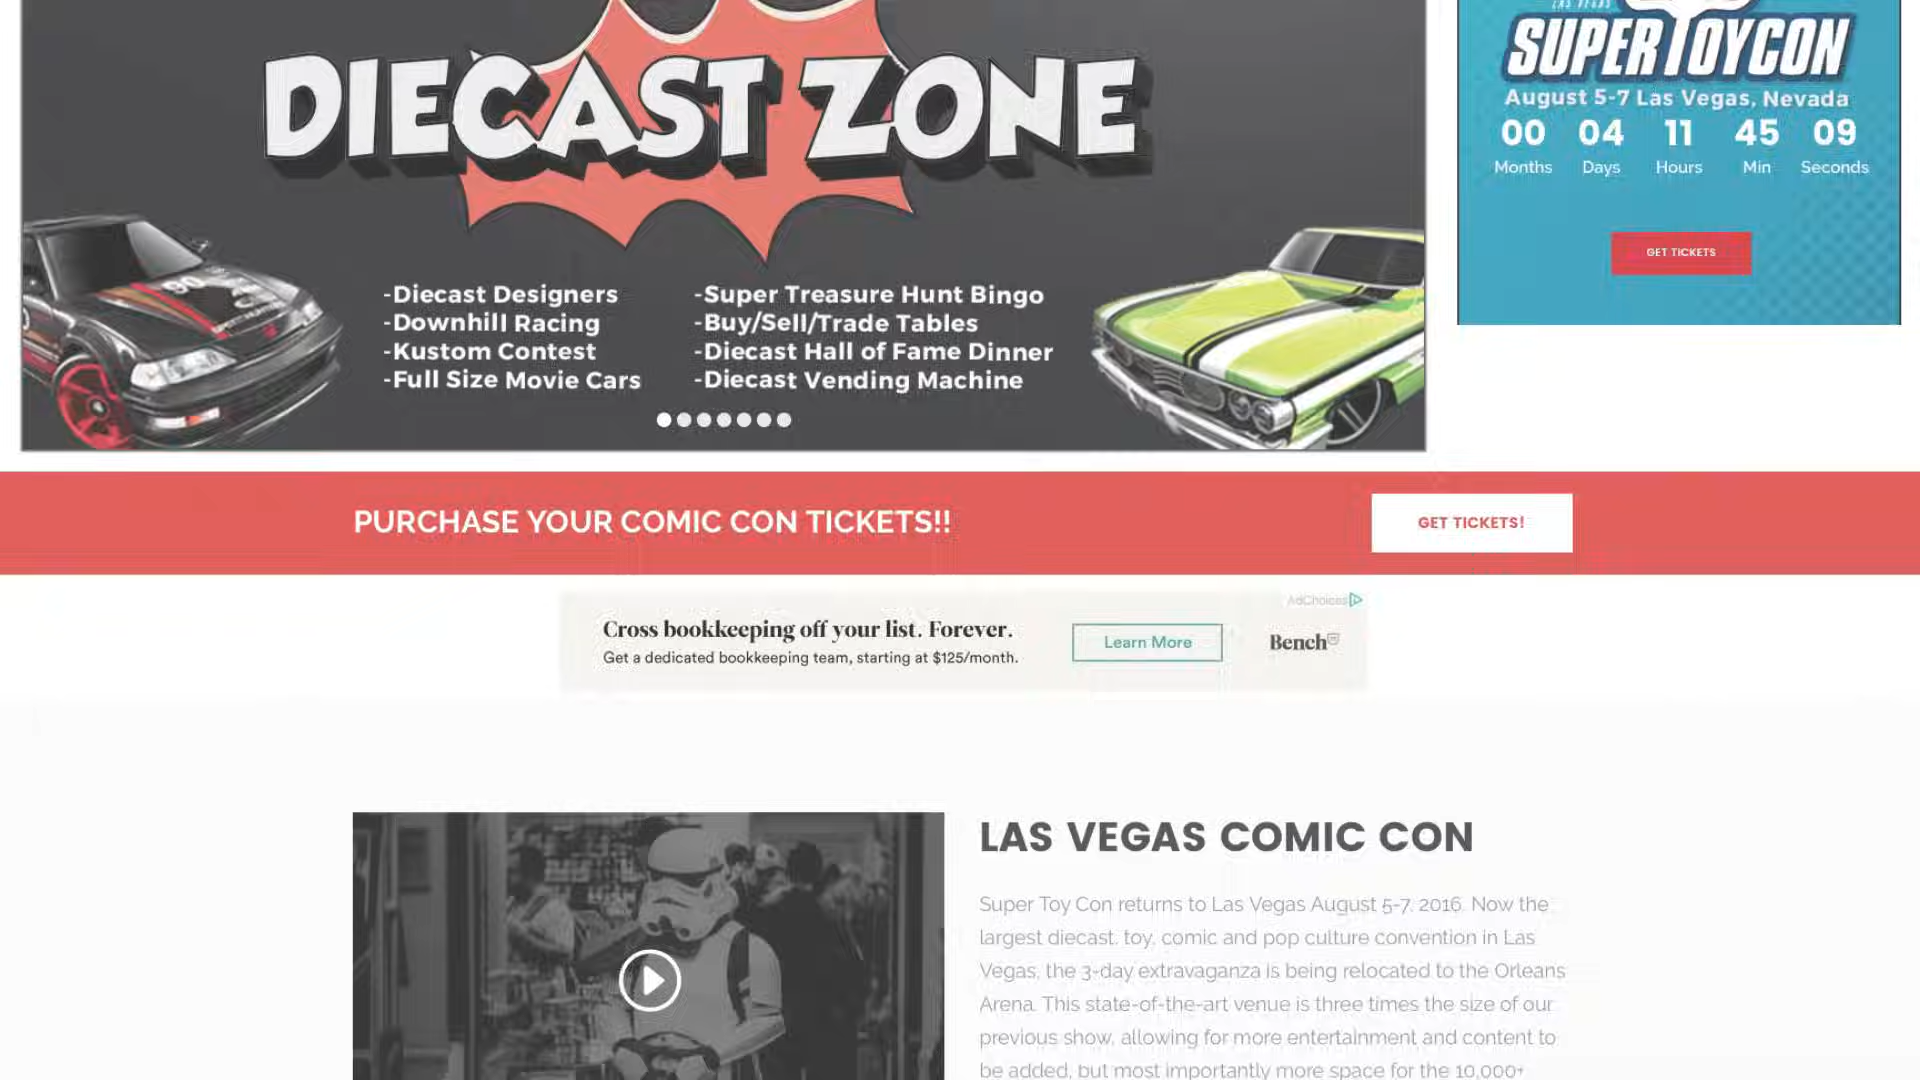 DIECAST ZONE
-Diecast Designers
-Downhill Racing
-Kustom Contest
-Full Size Movie Cars
-Super Treasure Hunt Bingo
-Buy/Sell/Trade Tables
-Diecast Hall of Fame Dinner
-Diecast Vending Machine
LAS VEGAS
SUPERTOYCON
August 5-7 Las Vegas, Nevada
00 04 11 45 09
Months Days Hours Min Seconds
GET TICKETS
PURCHASE YOUR COMIC CON TICKETS!!
GET TICKETS!
AdChoices
Cross bookkeeping off your list. Forever.
Get a dedicated bookkeeping team, starting at $125/month.
Learn More
Bench
LAS VEGAS COMIC CON
Super Toy Con returns to Las Vegas August 5-7, 2016. Now the
largest diecast, toy, comic and pop culture convention in Las
Vegas, the 3-day extravaganza is being relocated to the Orleans
Arena. This state-of-the-art venue is three times the size of our
previous show, allowing for more entertainment and content to
be added, but most importantly more space for the 10,000+